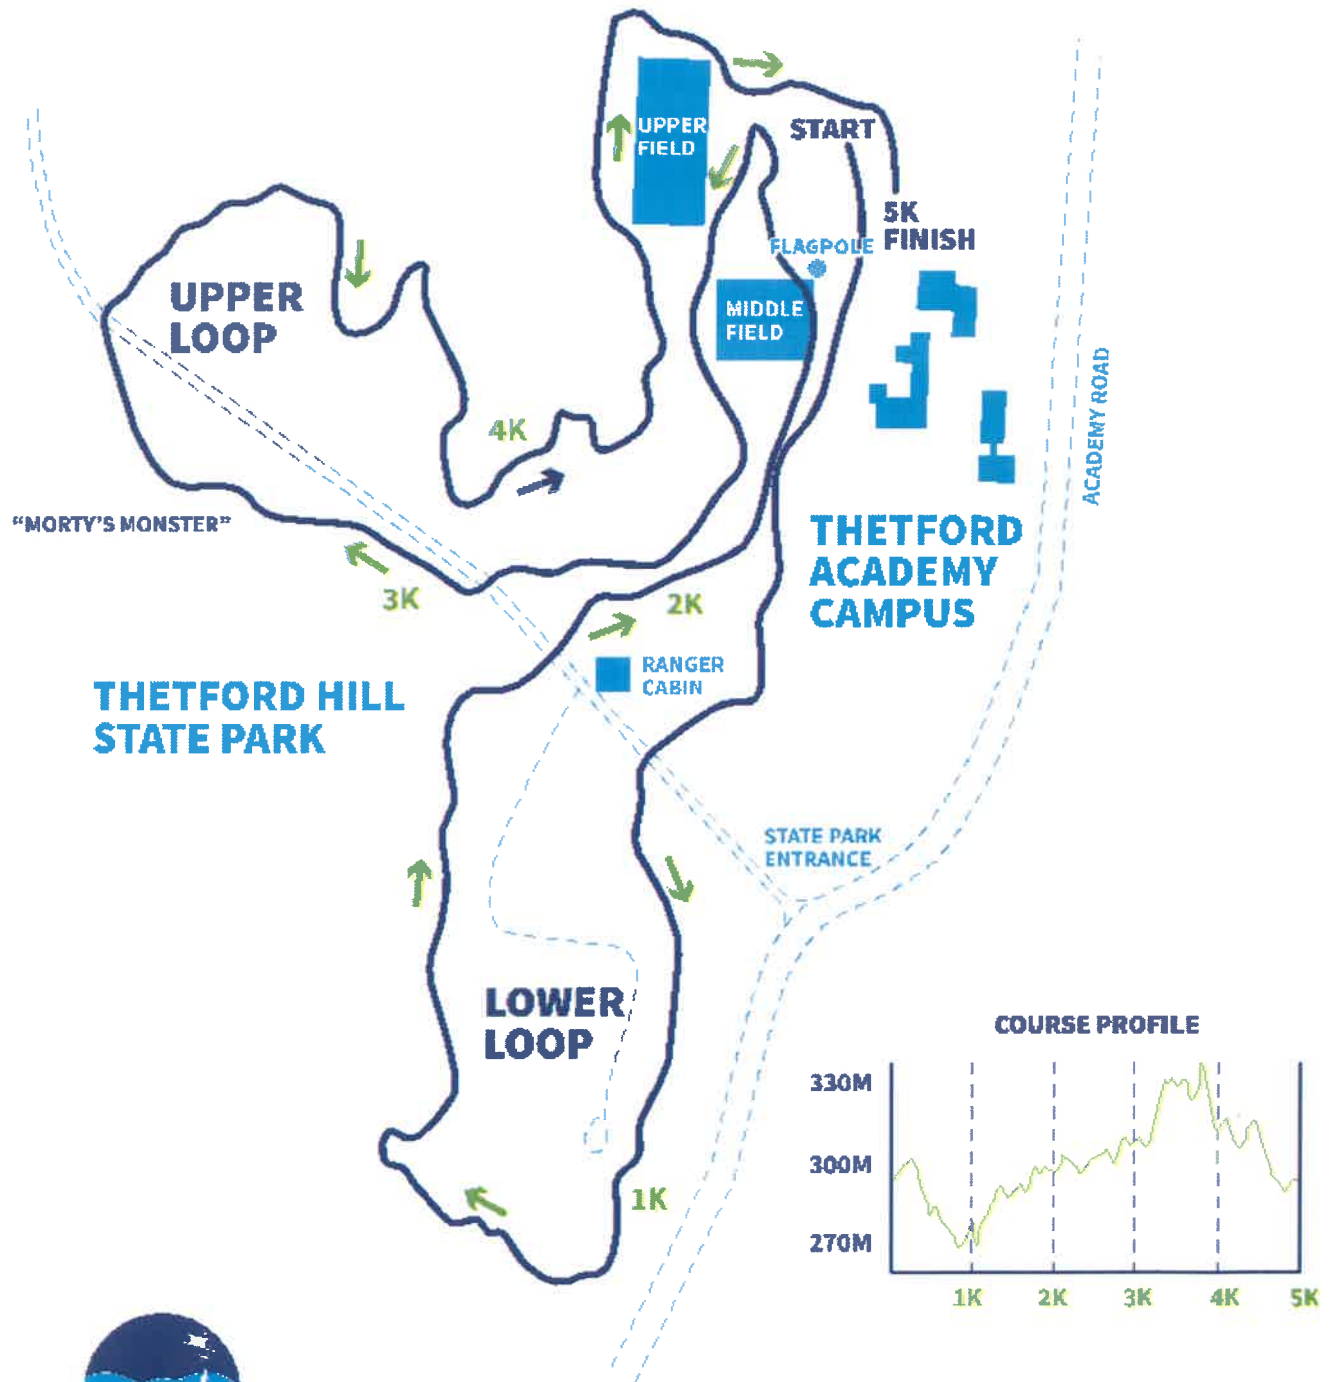 START
UPPER
FIELD
5K
FINISH
FLAGPOLE
UPPER
LOOP
MIDDLE
FIELD
ACADEMY ROAD
4K
"MORTY'S MONSTER"
THETFORD
ACADEMY
CAMPUS
3K
2K
RANGER
CABIN
THETFORD HILL
STATE PARK
STATE PARK
ENTRANCE
LOWER
LOOP
1K
COURSE PROFILE
330M
300M
270M
1K
2K
3K
4K
5K